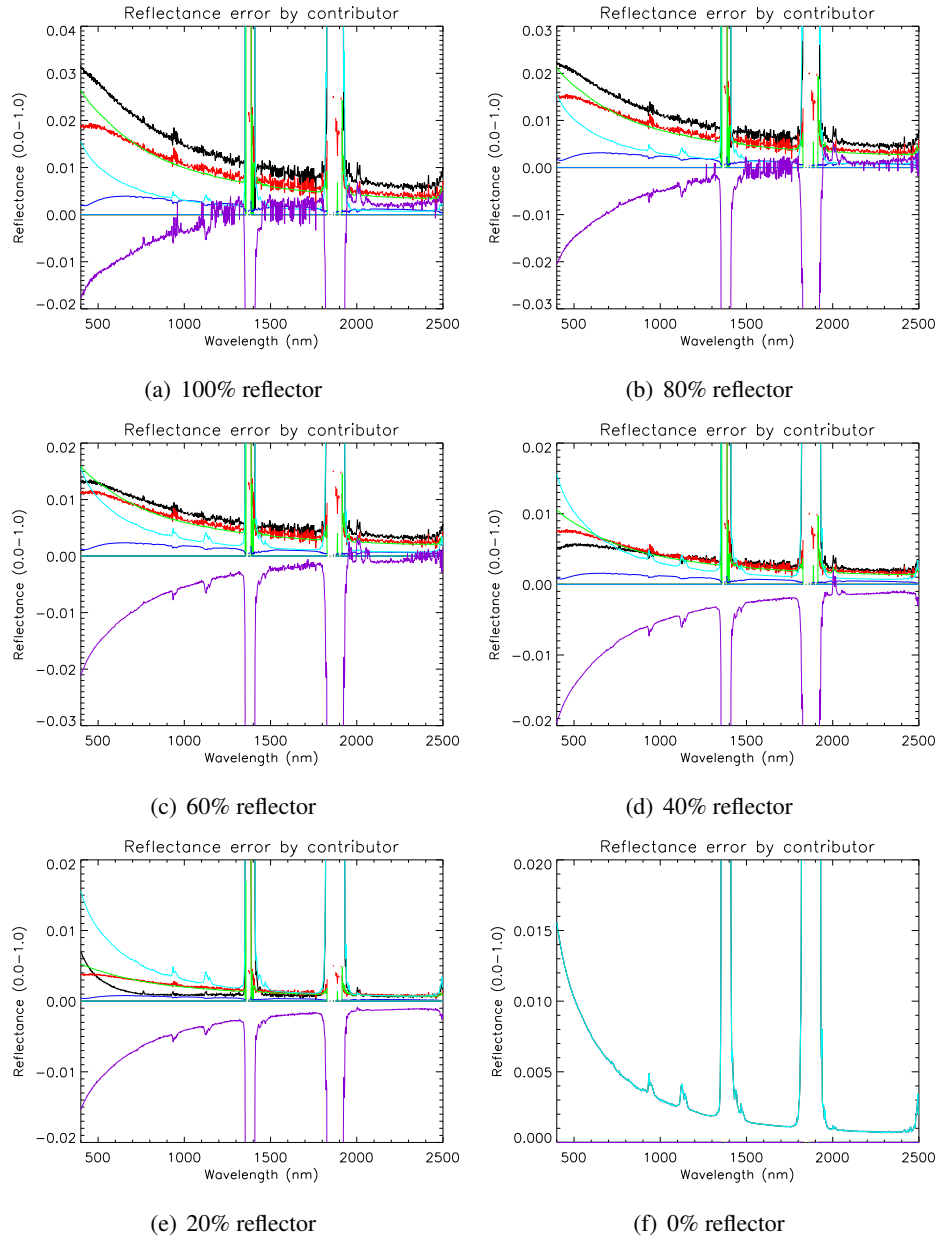 Reflectance error by contributor
0.04
0.03
0.02
0.01
0.00
−0.01
−0.02
Reflectance (0.0−1.0)
500 1000 1500 2000 2500
Wavelength (nm)
(a) 100% reflector
Reflectance error by contributor
0.03
0.02
0.01
0.00
−0.01
−0.02
−0.03
Reflectance (0.0−1.0)
500 1000 1500 2000 2500
Wavelength (nm)
(b) 80% reflector
Reflectance error by contributor
0.02
0.01
0.00
−0.01
−0.02
−0.03
Reflectance (0.0−1.0)
500 1000 1500 2000 2500
Wavelength (nm)
(c) 60% reflector
Reflectance error by contributor
0.02
0.01
0.00
−0.01
−0.02
Reflectance (0.0−1.0)
500 1000 1500 2000 2500
Wavelength (nm)
(d) 40% reflector
Reflectance error by contributor
0.02
0.01
0.00
−0.01
−0.02
Reflectance (0.0−1.0)
500 1000 1500 2000 2500
Wavelength (nm)
(e) 20% reflector
Reflectance error by contributor
0.020
0.015
0.010
0.005
0.000
Reflectance (0.0−1.0)
500 1000 1500 2000 2500
Wavelength (nm)
(f) 0% reflector